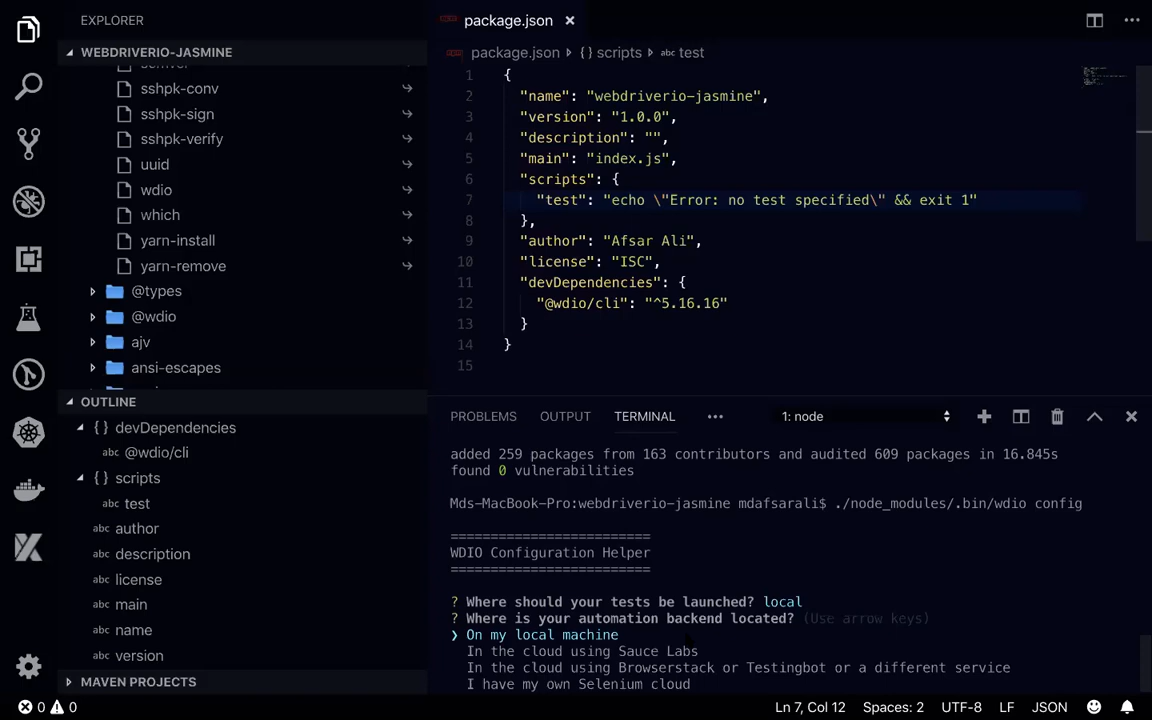 EXPLORER
WEBDRIVERIO-JASMINE
semver
sshpk-conv
sshpk-sign
sshpk-verify
uuid
wdio
which
yarn-install
yarn-remove
@types
@wdio
ajv
ansi-escapes
OUTLINE
{ } devDependencies
abc @wdio/cli
{ } scripts
abc test
abc author
abc description
abc license
abc main
abc name
abc version
MAVEN PROJECTS
package.json
package.json { } scripts abc test
1 {
2 "name": "webdriverio-jasmine",
3 "version": "1.0.0",
4 "description": "",
5 "main": "index.js",
6 "scripts": {
7 "test": "echo \"Error: no test specified\" && exit 1"
8 },
9 "author": "Afsar Ali",
10 "license": "ISC",
11 "devDependencies": {
12 "@wdio/cli": "^5.16.16"
13 }
14 }
15
PROBLEMS OUTPUT TERMINAL ••• 1: node
added 259 packages from 163 contributors and audited 609 packages in 16.845s
found 0 vulnerabilities
Mds-MacBook-Pro:webdriverio-jasmine mdafsarali$ ./node_modules/.bin/wdio config
=========================
WDIO Configuration Helper
=========================
? Where should your tests be launched? local
? Where is your automation backend located? (Use arrow keys)
❯ On my local machine
In the cloud using Sauce Labs
In the cloud using Browserstack or Testingbot or a different service
I have my own Selenium cloud
0 0 Ln 7, Col 12 Spaces: 2 UTF-8 LF JSON